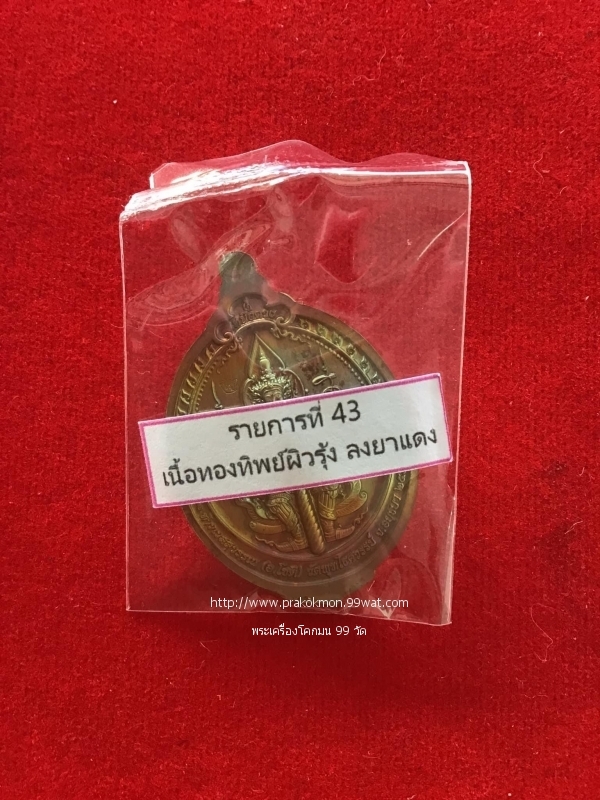 รายการที่ 43
เนื้อทองทิพย์ผิวรุ้ง ลงยาแดง
http://www.prakokmon.99wat.com
พระเครื่องโคกมน 99 วัด